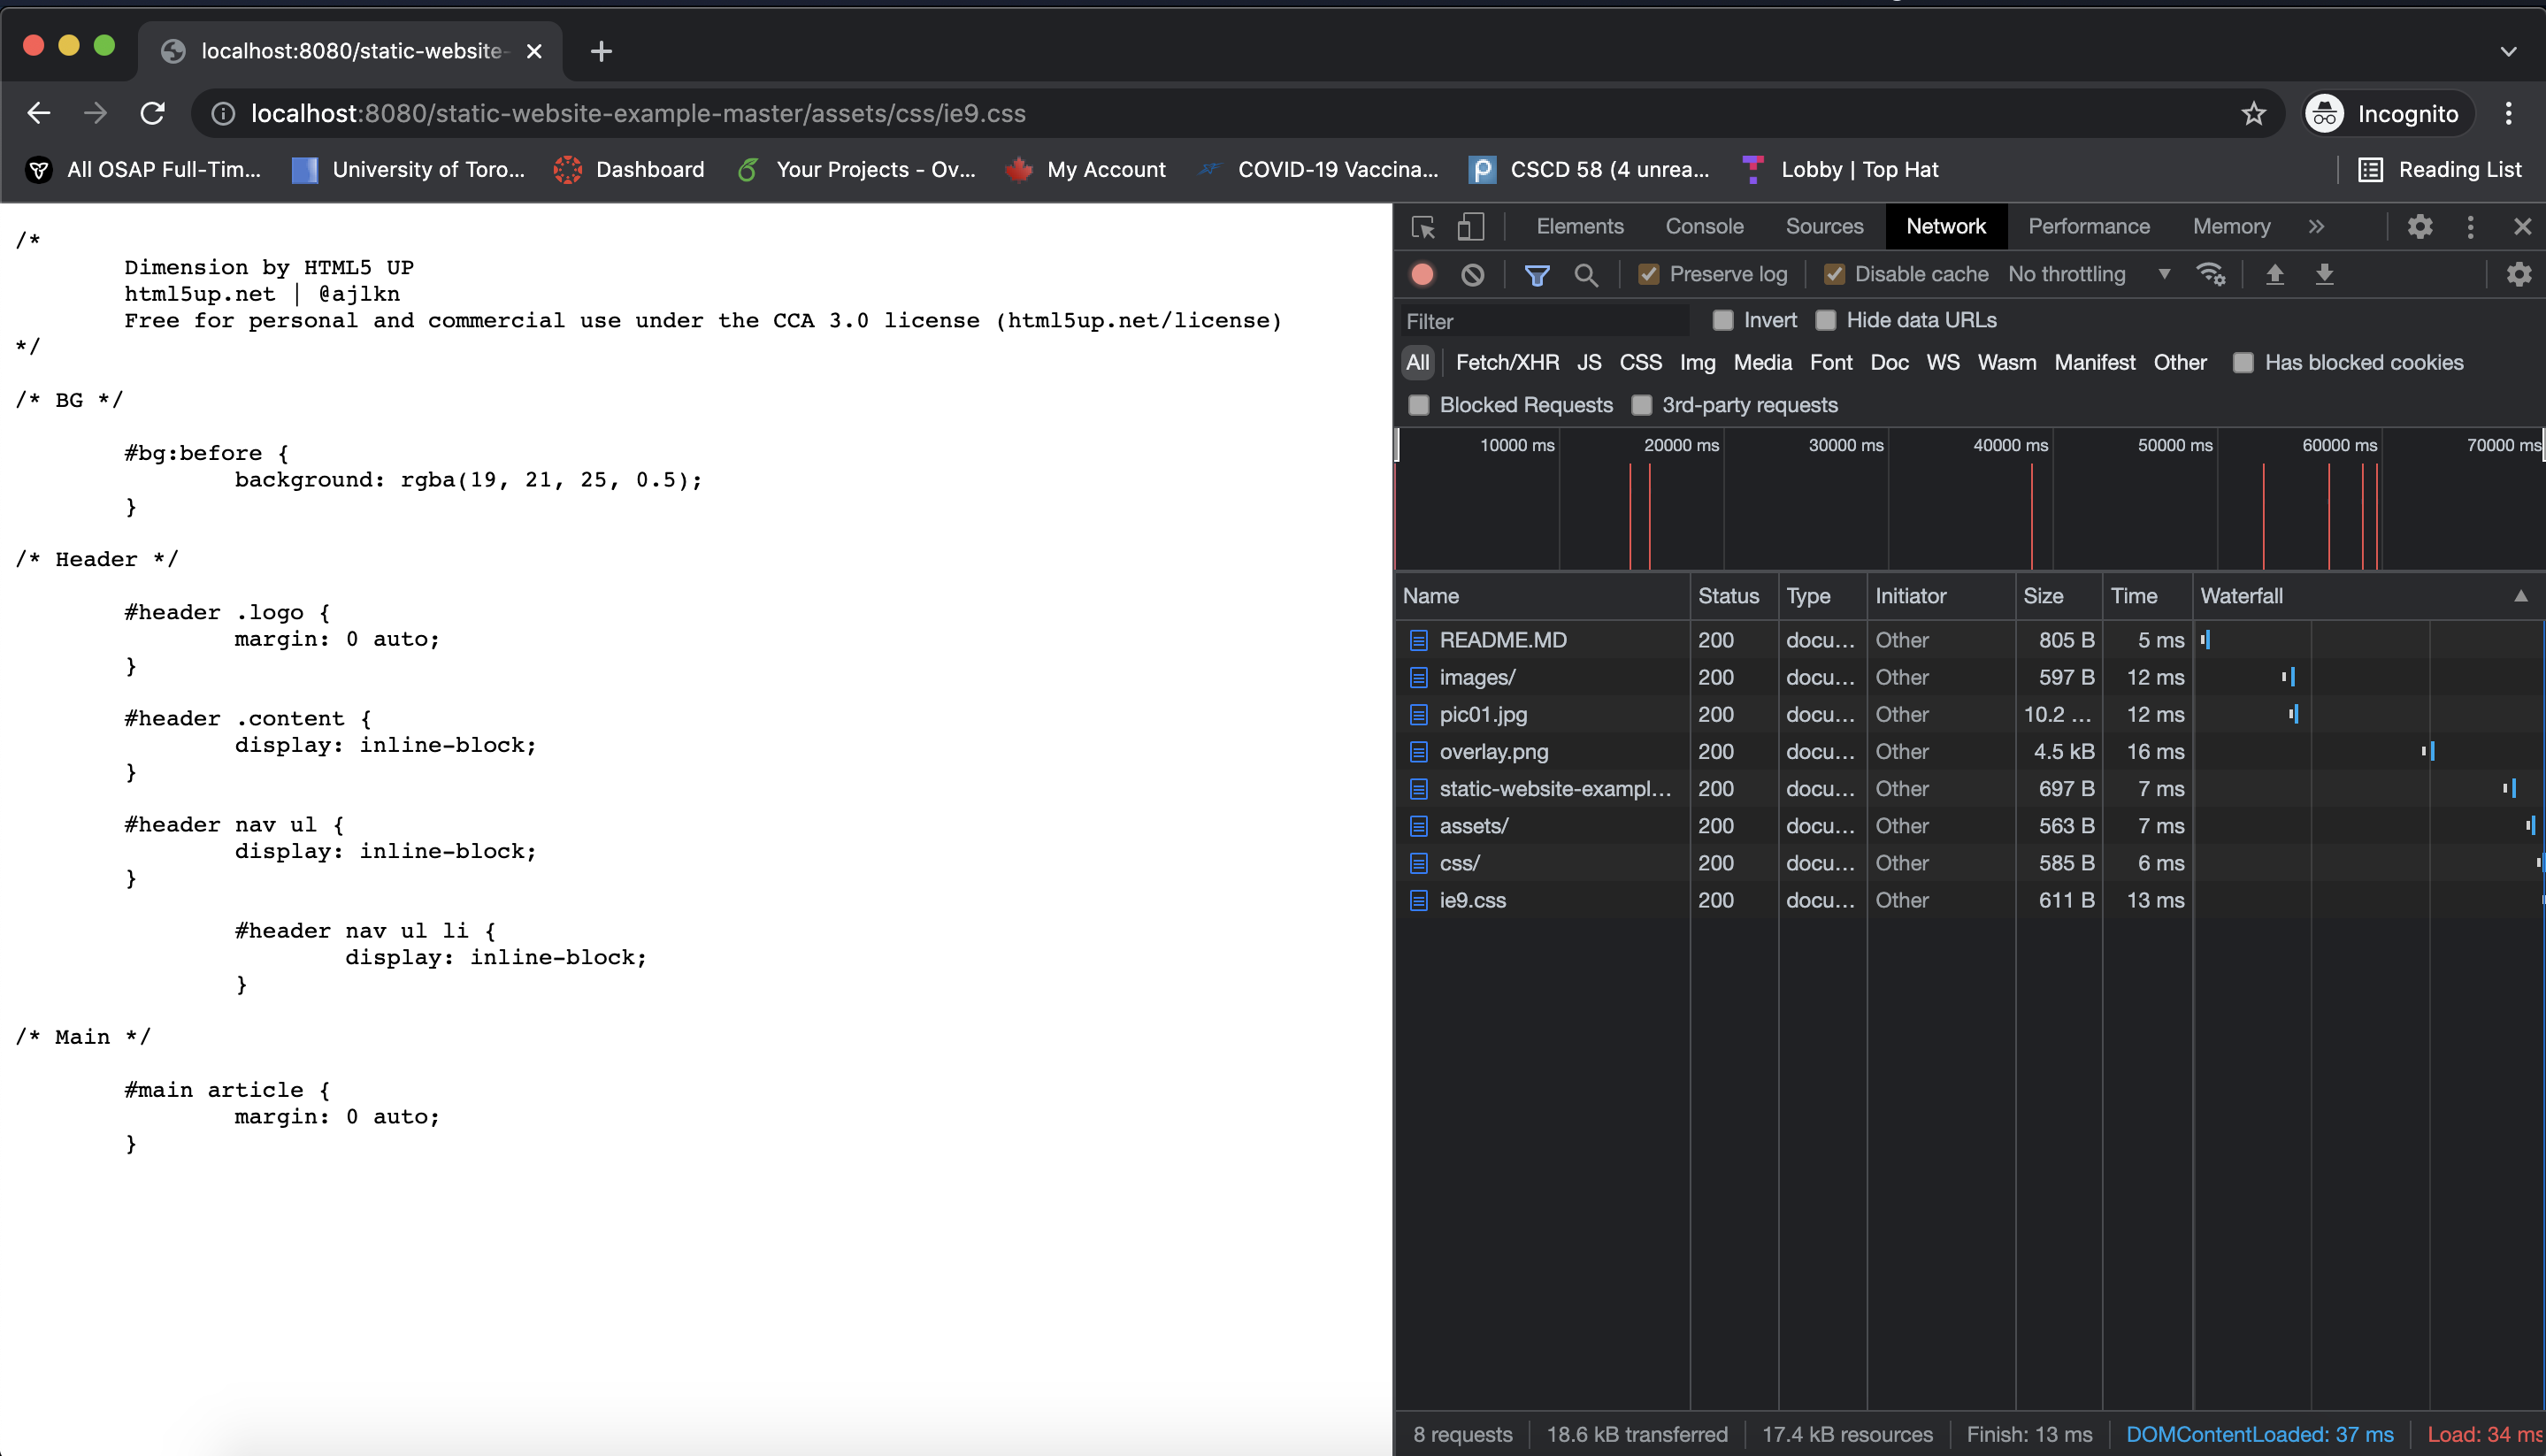 localhost:8080/static-website-
localhost:8080/static-website-example-master/assets/css/ie9.css
Incognito
All OSAP Full-Tim...
University of Toro...
Dashboard
Your Projects - Ov...
My Account
COVID-19 Vaccina...
CSCD 58 (4 unrea...
Lobby | Top Hat
Reading List
/*
Dimension by HTML5 UP
html5up.net | @ajlkn
Free for personal and commercial use under the CCA 3.0 license (html5up.net/license)
*/
/* BG */
#bg:before {
background: rgba(19, 21, 25, 0.5);
}
/* Header */
#header .logo {
margin: 0 auto;
}
#header .content {
display: inline-block;
}
#header nav ul {
display: inline-block;
}
#header nav ul li {
display: inline-block;
}
/* Main */
#main article {
margin: 0 auto;
}
Elements Console Sources Network Performance Memory »
Preserve log Disable cache No throttling
Filter Invert Hide data URLs
All Fetch/XHR JS CSS Img Media Font Doc WS Wasm Manifest Other Has blocked cookies
Blocked Requests 3rd-party requests
10000 ms 20000 ms 30000 ms 40000 ms 50000 ms 60000 ms 70000 ms
Name Status Type Initiator Size Time Waterfall
README.MD 200 docu... Other 805 B 5 ms
images/ 200 docu... Other 597 B 12 ms
pic01.jpg 200 docu... Other 10.2 ... 12 ms
overlay.png 200 docu... Other 4.5 kB 16 ms
static-website-exampl... 200 docu... Other 697 B 7 ms
assets/ 200 docu... Other 563 B 7 ms
css/ 200 docu... Other 585 B 6 ms
ie9.css 200 docu... Other 611 B 13 ms
8 requests 18.6 kB transferred 17.4 kB resources Finish: 13 ms DOMContentLoaded: 37 ms Load: 34 ms